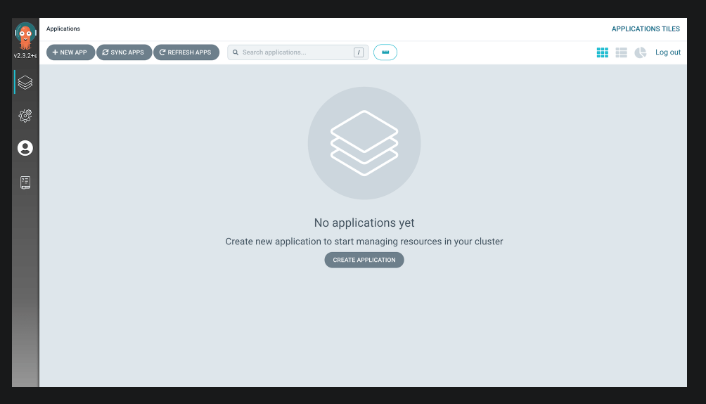 Applications
APPLICATIONS TILES
v2.3.2+
+ NEW APP
SYNC APPS
REFRESH APPS
Search applications...
/
Log out
No applications yet
Create new application to start managing resources in your cluster
CREATE APPLICATION